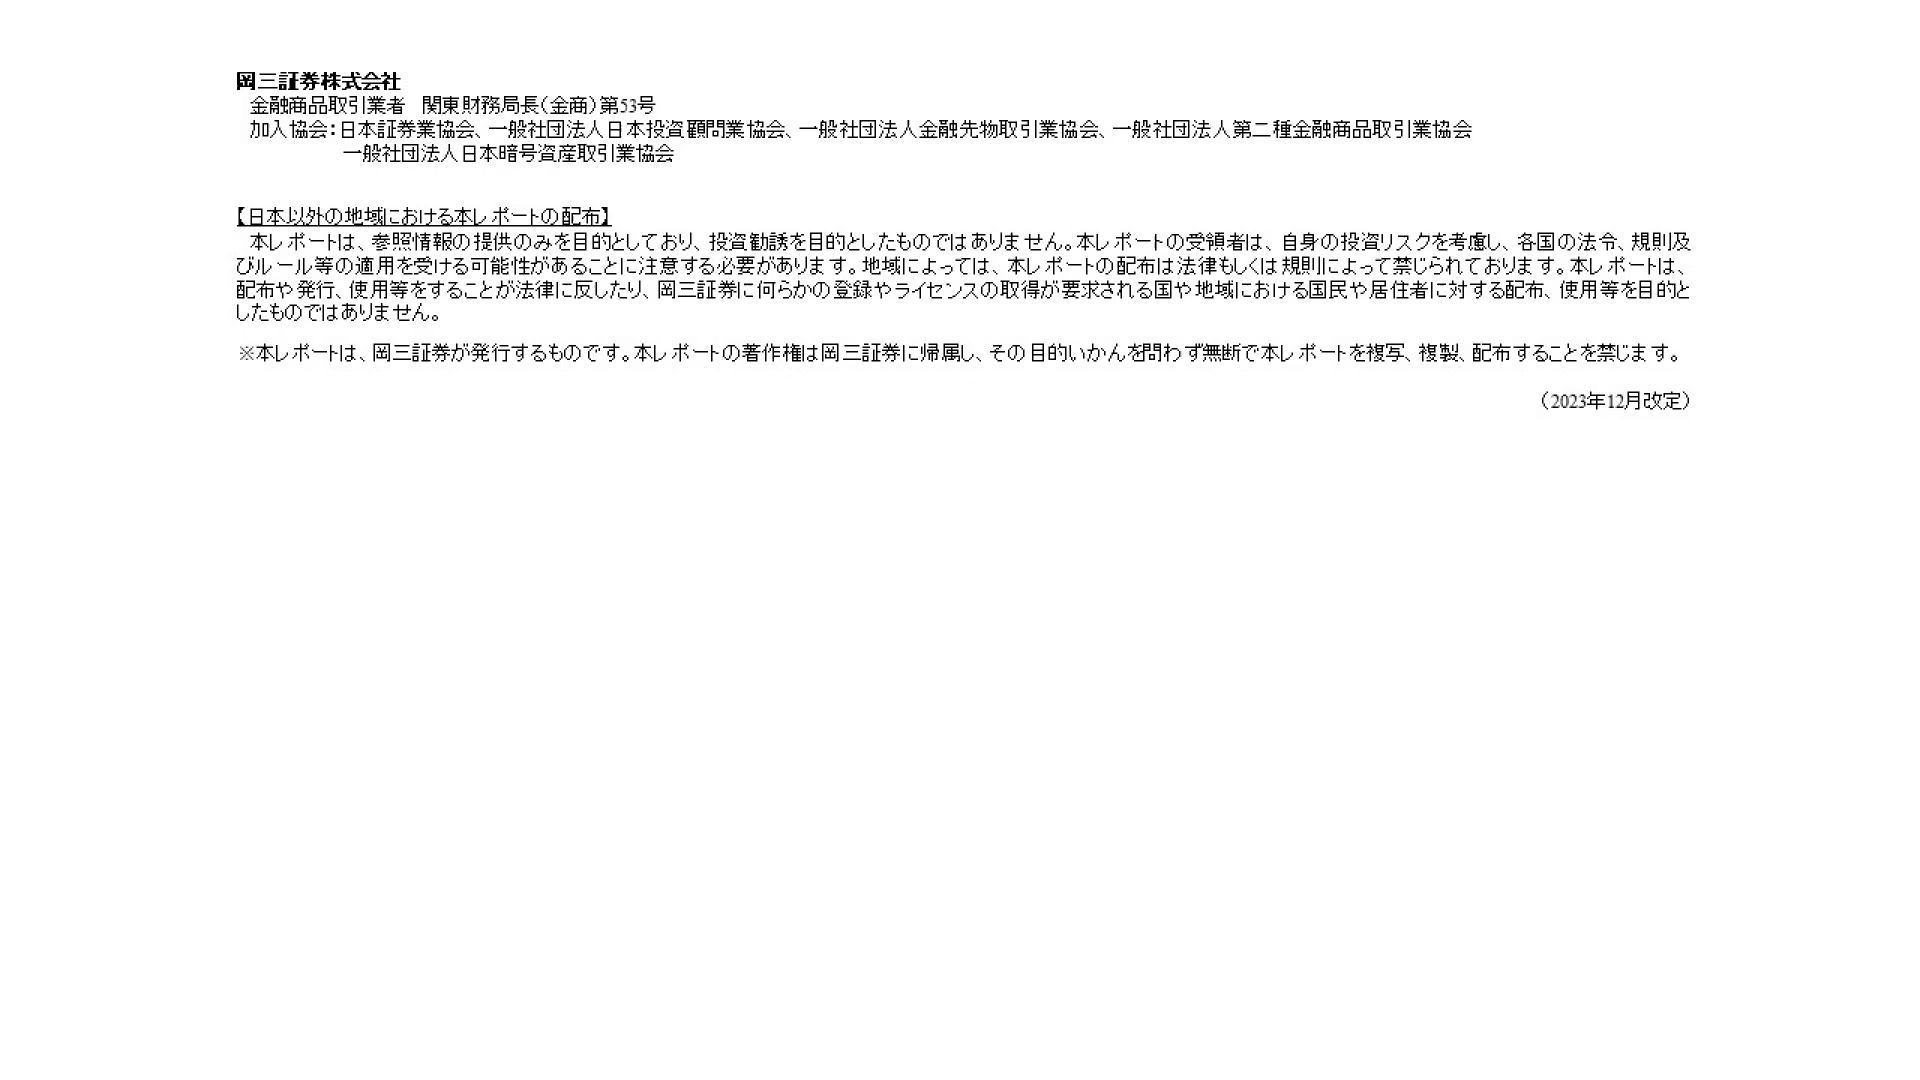 岡三証券株式会社
金融商品取引業者　関東財務局長（金商）第53号
加入協会：日本証券業協会、一般社団法人日本投資顧問業協会、一般社団法人金融先物取引業協会、一般社団法人第二種金融商品取引業協会
一般社団法人日本暗号資産取引業協会
【日本以外の地域における本レポートの配布】
本レポートは、参照情報の提供のみを目的としており、投資勧誘を目的としたものではありません。本レポートの受領者は、自身の投資リスクを考慮し、各国の法令、規則及
びルール等の適用を受ける可能性があることに注意する必要があります。地域によっては、本レポートの配布は法律もしくは規則によって禁じられております。本レポートは、
配布や発行、使用等をすることが法律に反したり、岡三証券に何らかの登録やライセンスの取得が要求される国や地域における国民や居住者に対する配布、使用等を目的と
したものではありません。
※本レポートは、岡三証券が発行するものです。本レポートの著作権は岡三証券に帰属し、その目的いかんを問わず無断で本レポートを複写、複製、配布することを禁じます。
（2023年12月改定）